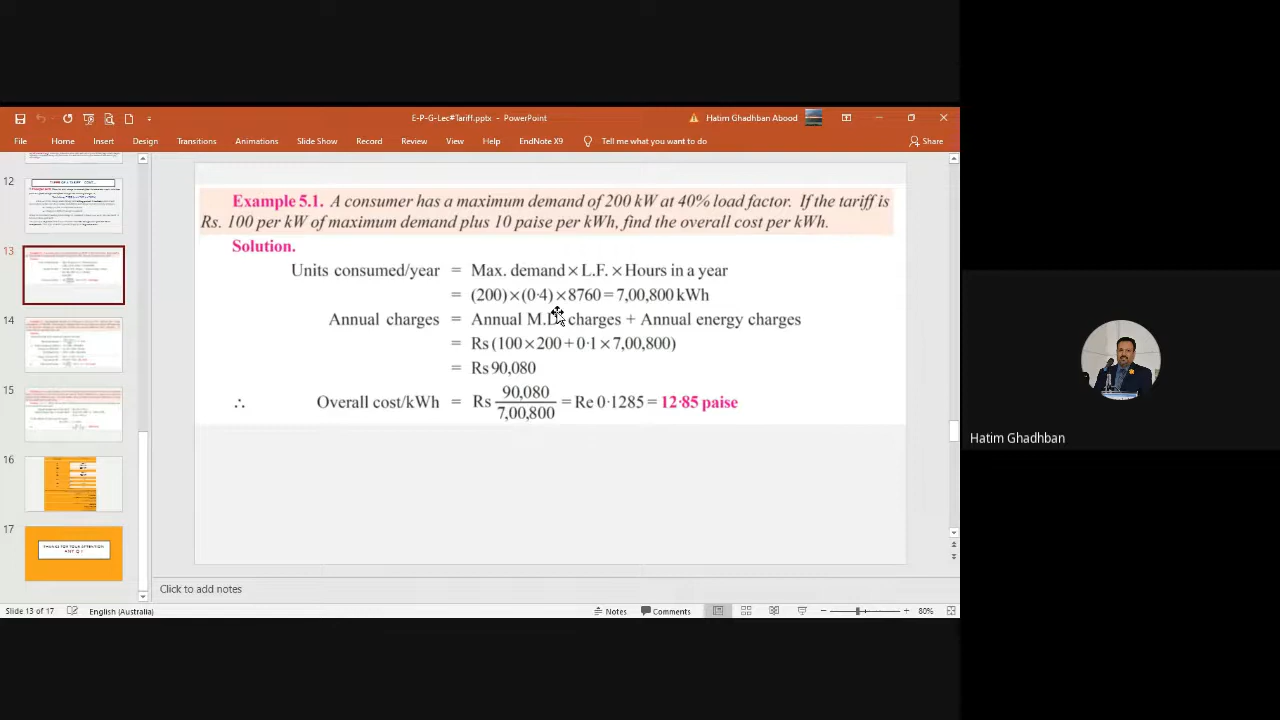 E-P-G-Lec#Tariff.pptx - PowerPoint
Hatim Ghadhban Abood
File Home Insert Design Transitions Animations Slide Show Record Review View Help EndNote X9 Tell me what you want to do Share
12
13
14
15
16
17
Example 5.1. A consumer has a maximum demand of 200 kW at 40% load factor. If the tariff is
Rs. 100 per kW of maximum demand plus 10 paise per kWh, find the overall cost per kWh.
Solution.
Units consumed/year = Max. demand × L.F. × Hours in a year
= (200) × (0·4) × 8760 = 7,00,800 kWh
Annual charges = Annual M.D. charges + Annual energy charges
= Rs (100 × 200 + 0·1 × 7,00,800)
= Rs 90,080
∴ Overall cost/kWh = Rs 90,080/7,00,800 = Re 0·1285 = 12·85 paise
Hatim Ghadhban
Click to add notes
Slide 13 of 17 English (Australia) Notes Comments 80%